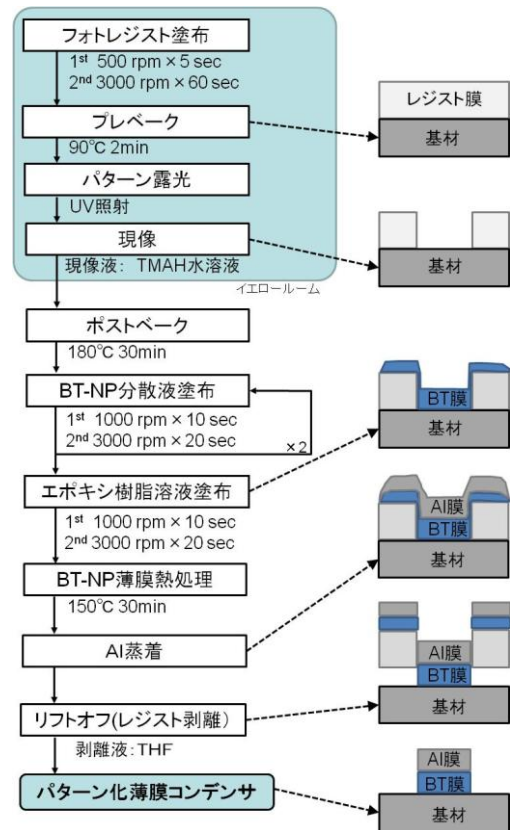 フォトレジスト塗布
1st 500 rpm × 5 sec
2nd 3000 rpm × 60 sec
プレベーク
90℃ 2min
パターン露光
UV照射
現像
現像液： TMAH水溶液
イエロールーム
ポストベーク
180℃ 30min
BT-NP分散液塗布
1st 1000 rpm × 10 sec
2nd 3000 rpm × 20 sec
×2
エポキシ樹脂溶液塗布
1st 1000 rpm × 10 sec
2nd 3000 rpm × 20 sec
BT-NP薄膜熱処理
150℃ 30min
Al蒸着
リフトオフ(レジスト剥離)
剥離液：THF
パターン化薄膜コンデンサ
レジスト膜
基材
基材
BT膜
基材
Al膜
BT膜
基材
Al膜
BT膜
基材
Al膜
BT膜
基材